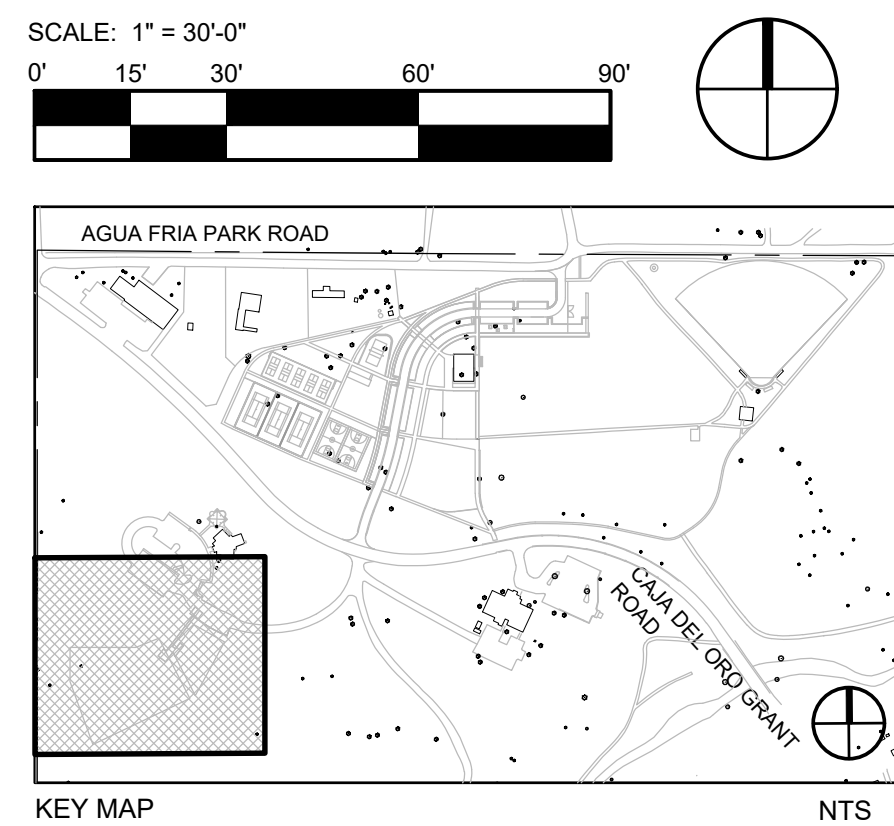 SCALE: 1" = 30'-0"
0' 15' 30' 60' 90'
AGUA FRIA PARK ROAD
CAJA DEL ORO GRANT
ROAD
KEY MAP NTS